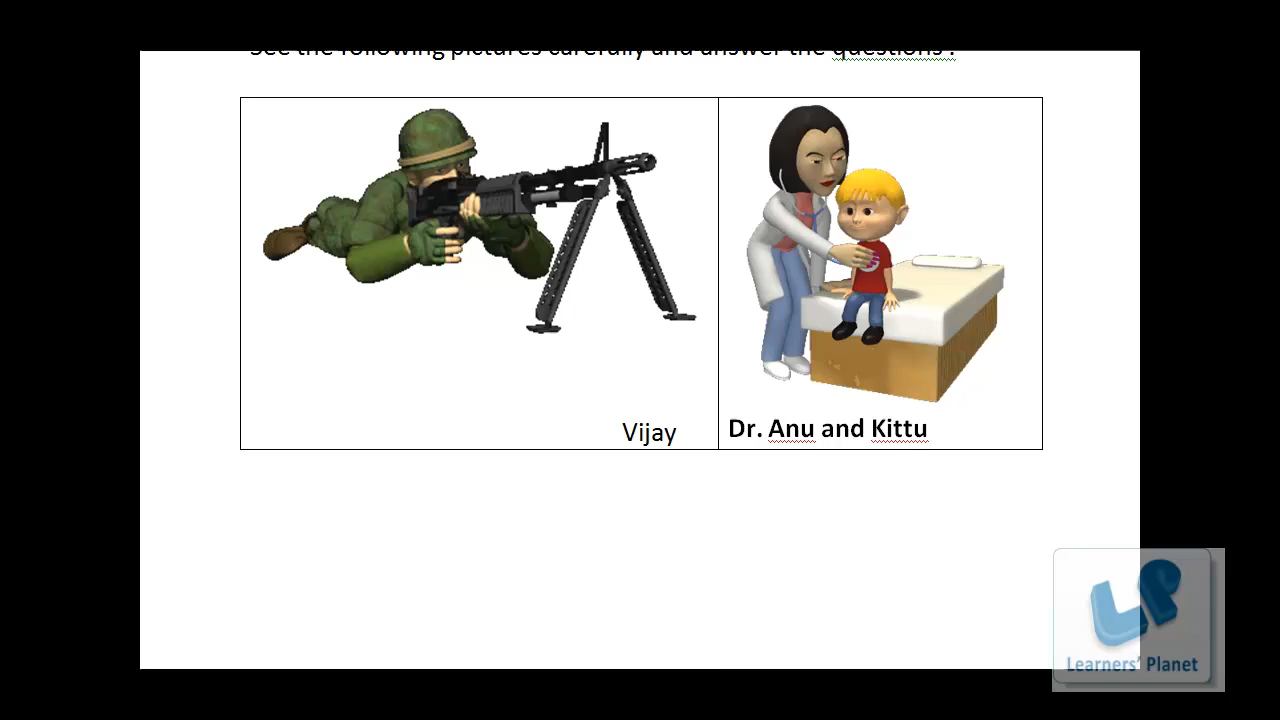 See the following pictures carefully and answer the questions :
Vijay
Dr. Anu and Kittu
LP
Learners' Planet